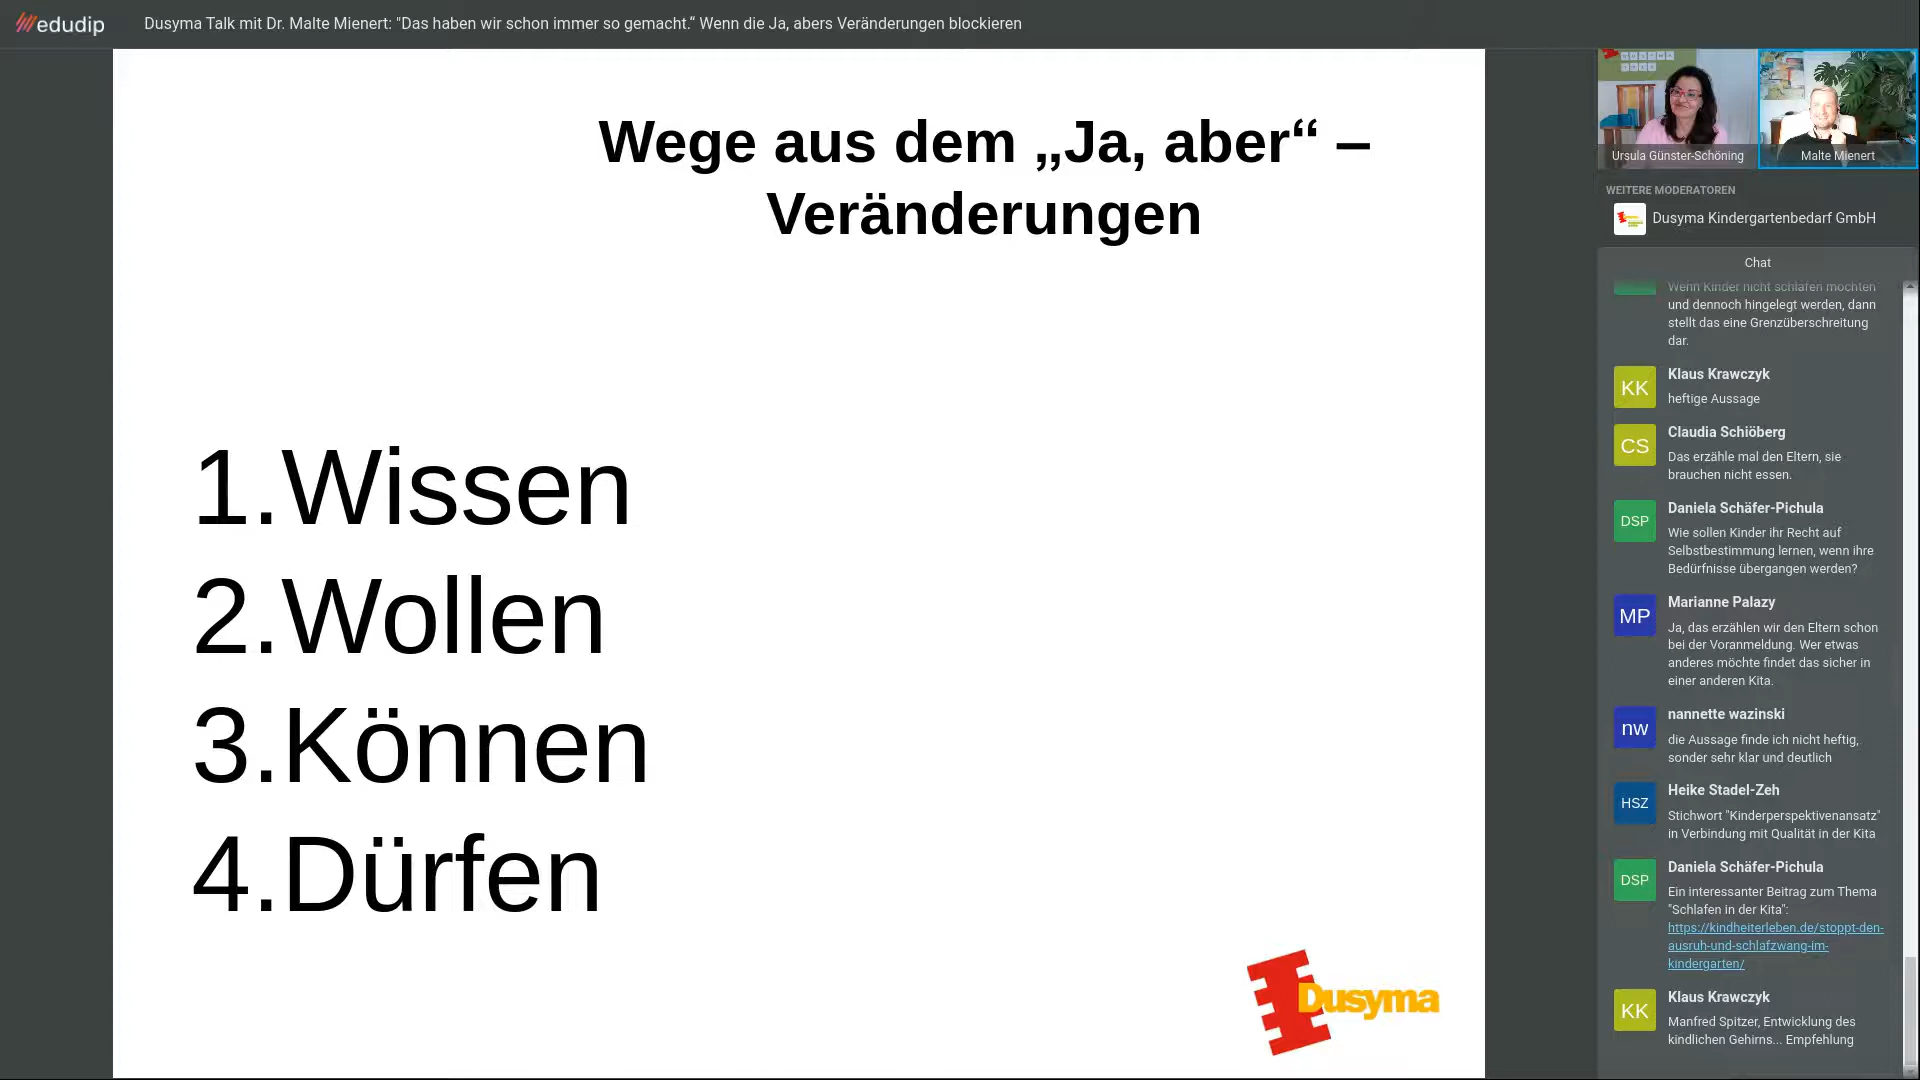 edudip
Dusyma Talk mit Dr. Malte Mienert: "Das haben wir schon immer so gemacht.“ Wenn die Ja, abers Veränderungen blockieren
Wege aus dem „Ja, aber“ –
Veränderungen
1.Wissen
2.Wollen
3.Können
4.Dürfen
Dusyma
Ursula Günster-Schöning
Malte Mienert
WEITERE MODERATOREN
Dusyma Kindergartenbedarf GmbH
Chat
Wenn Kinder nicht schlafen möchten
und dennoch hingelegt werden, dann
stellt das eine Grenzüberschreitung
dar.
KK
Klaus Krawczyk
heftige Aussage
CS
Claudia Schiöberg
Das erzähle mal den Eltern, sie
brauchen nicht essen.
DSP
Daniela Schäfer-Pichula
Wie sollen Kinder ihr Recht auf
Selbstbestimmung lernen, wenn ihre
Bedürfnisse übergangen werden?
MP
Marianne Palazy
Ja, das erzählen wir den Eltern schon
bei der Voranmeldung. Wer etwas
anderes möchte findet das sicher in
einer anderen Kita.
nw
nannette wazinski
die Aussage finde ich nicht heftig,
sonder sehr klar und deutlich
HSZ
Heike Stadel-Zeh
Stichwort "Kinderperspektivenansatz"
in Verbindung mit Qualität in der Kita
DSP
Daniela Schäfer-Pichula
Ein interessanter Beitrag zum Thema
"Schlafen in der Kita":
https://kindheiterleben.de/stoppt-den-
ausruh-und-schlafzwang-im-
kindergarten/
KK
Klaus Krawczyk
Manfred Spitzer, Entwicklung des
kindlichen Gehirns... Empfehlung